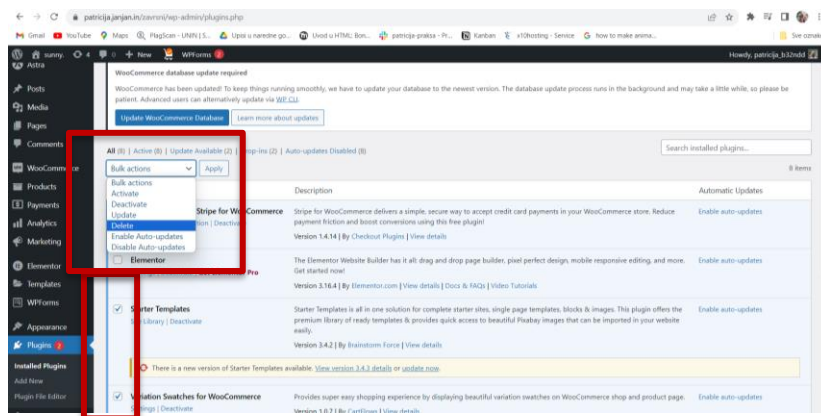 patricija.janjan.in/zavrsni/wp-admin/plugins.php
Gmail YouTube Maps PlagScan - UNIN | S... Upisi u naredne go... Uvod u HTML: Bon... patricija-praksa - Pr... Kanban x10hosting - Service how to make anima... Sve oznake
sunny. 4 0 + New WPForms Howdy, patricija_b32ndd
Astra
Posts
Media
Pages
Comments
WooCommerce
Products
Payments
Analytics
Marketing
Elementor
Templates
WPForms
Appearance
Plugins 2
Installed Plugins
Add New
Plugin File Editor
WooCommerce database update required
WooCommerce has been updated! To keep things running smoothly, we have to update your database to the newest version. The database update process runs in the background and may take a little while, so please be
patient. Advanced users can alternatively update via WP CLI.
Update WooCommerce Database Learn more about updates
All (8) | Active (8) | Update Available (2) | Drop-ins (2) | Auto-updates Disabled (8)
Search installed plugins...
Bulk actions Apply
8 items
Bulk actions
Activate
Deactivate
Update
Delete
Enable Auto-updates
Disable Auto-updates
Description Automatic Updates
Stripe for WooCommerce
Deactivate
Stripe for WooCommerce delivers a simple, secure way to accept credit card payments in your WooCommerce store. Reduce
payment friction and boost conversions using this free plugin!
Version 1.4.14 | By Checkout Plugins | View details
Enable auto-updates
Elementor
Pro
The Elementor Website Builder has it all: drag and drop page builder, pixel perfect design, mobile responsive editing, and more.
Get started now!
Version 3.16.4 | By Elementor.com | View details | Docs & FAQs | Video Tutorials
Enable auto-updates
Starter Templates
Library | Deactivate
Starter Templates is all in one solution for complete starter sites, single page templates, blocks & images. This plugin offers the
premium library of ready templates & provides quick access to beautiful Pixabay images that can be imported in your website
easily.
Version 3.4.2 | By Brainstorm Force | View details
Enable auto-updates
There is a new version of Starter Templates available. View version 3.4.3 details or update now.
Variation Swatches for WooCommerce
Settings | Deactivate
Provides super easy shopping experience by displaying beautiful variation swatches on WooCommerce shop and product page.
Version 1.0.7 | By CartFlows | View details
Enable auto-updates